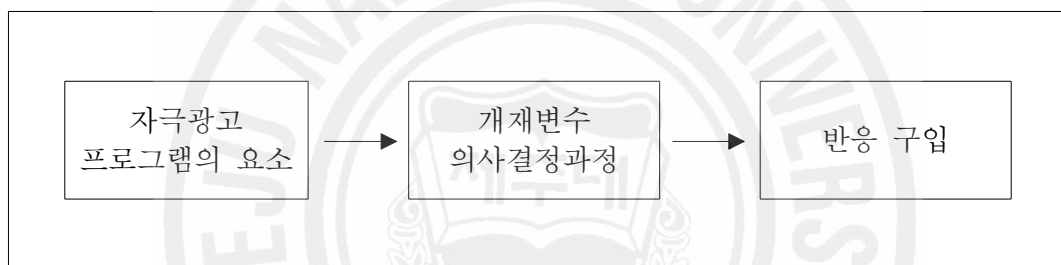 자극광고
프로그램의 요소
개재변수
의사결정과정
반응 구입